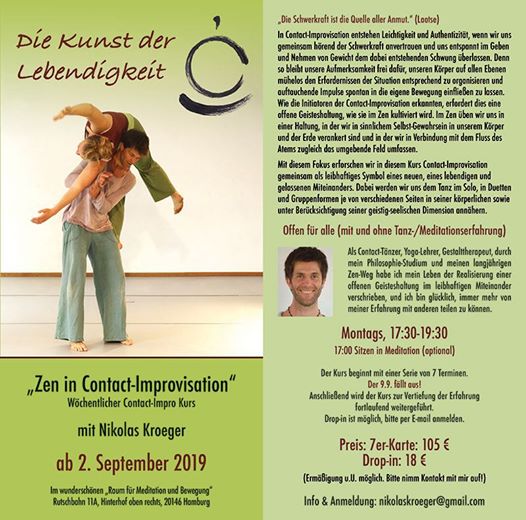 Die Kunst der
Lebendigkeit
„Zen in Contact-Improvisation“
Wöchentlicher Contact-Impro Kurs
mit Nikolas Kroeger
ab 2. September 2019
Im wunderschönen „Raum für Meditation und Bewegung“
Rutschbahn 11A, Hinterhof oben rechts, 20146 Hamburg
„Die Schwerkraft ist die Quelle aller Anmut.“ (Laotse)
In Contact-Improvisation entstehen Leichtigkeit und Authentizität, wenn wir uns
gemeinsam hörend der Schwerkraft anvertrauen und uns entspannt im Geben
und Nehmen von Gewicht dem dabei entstehenden Schwung überlassen. Denn
so bleibt unsere Aufmerksamkeit frei dafür, unseren Körper auf allen Ebenen
mühelos den Erfordernissen der Situation entsprechend zu organisieren und
auftauchende Impulse spontan in die eigene Bewegung einfließen zu lassen.
Wie die Initiatoren der Contact-Improvisation erkannten, erfordert dies eine
offene Geisteshaltung, wie sie im Zen kultiviert wird. Im Zen üben wir uns in
einer Haltung, in der wir in sinnlichem Selbst-Gewahrsein in unserem Körper
und der Erde verankert sind und in der wir in Verbindung mit dem Fluss des
Atems zugleich das umgebende Feld umfassen.
Mit diesem Fokus erforschen wir in diesem Kurs Contact-Improvisation
gemeinsam als leibhaftiges Symbol eines neuen, eines lebendigen und
gelassenen Miteinanders. Dabei werden wir uns dem Tanz im Solo, in Duetten
und Gruppenformen je von verschiedenen Seiten in seiner körperlichen sowie
unter Berücksichtigung seiner geistig-seelischen Dimension annähern.
Offen für alle (mit und ohne Tanz-/Meditationserfahrung)
Als Contact-Tänzer, Yoga-Lehrer, Gestalttherapeut, durch
mein Philosophie-Studium und meinen langjährigen
Zen-Weg habe ich mein Leben der Realisierung einer
offenen Geisteshaltung im leibhaftigen Miteinander
verschrieben, und ich bin glücklich, immer mehr von
meiner Erfahrung mit anderen teilen zu können.
Montags, 17:30-19:30
17:00 Sitzen in Meditation (optional)
Der Kurs beginnt mit einer Serie von 7 Terminen.
Der 9.9. fällt aus!
Anschließend wird der Kurs zur Vertiefung der Erfahrung
fortlaufend weitergeführt.
Drop-in ist möglich, bitte per E-mail anmelden.
Preis: 7er-Karte: 105 €
Drop-in: 18 €
(Ermäßigung u.U. möglich. Bitte nimm Kontakt mit mir auf!)
Info & Anmeldung: nikolaskroeger@gmail.com